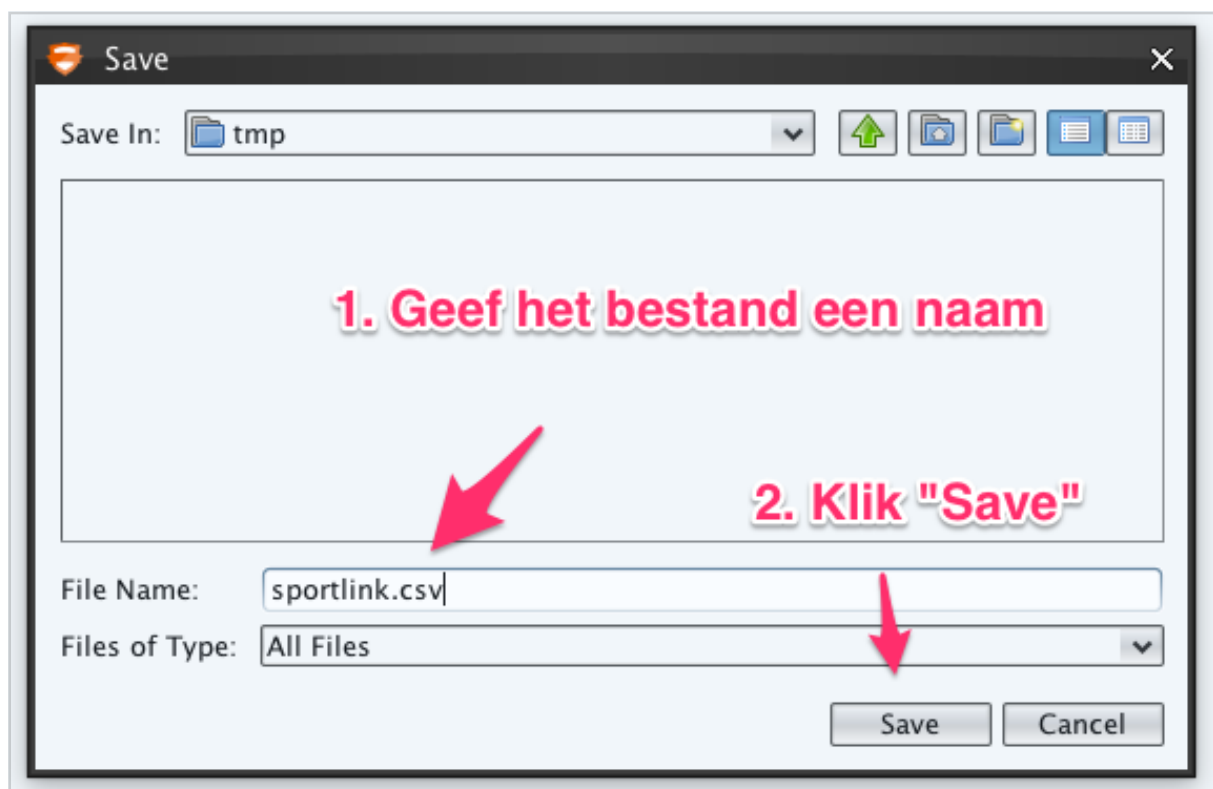 Save
Save In: tmp
1. Geef het bestand een naam
2. Klik "Save"
File Name: sportlink.csv
Files of Type: All Files
Save Cancel